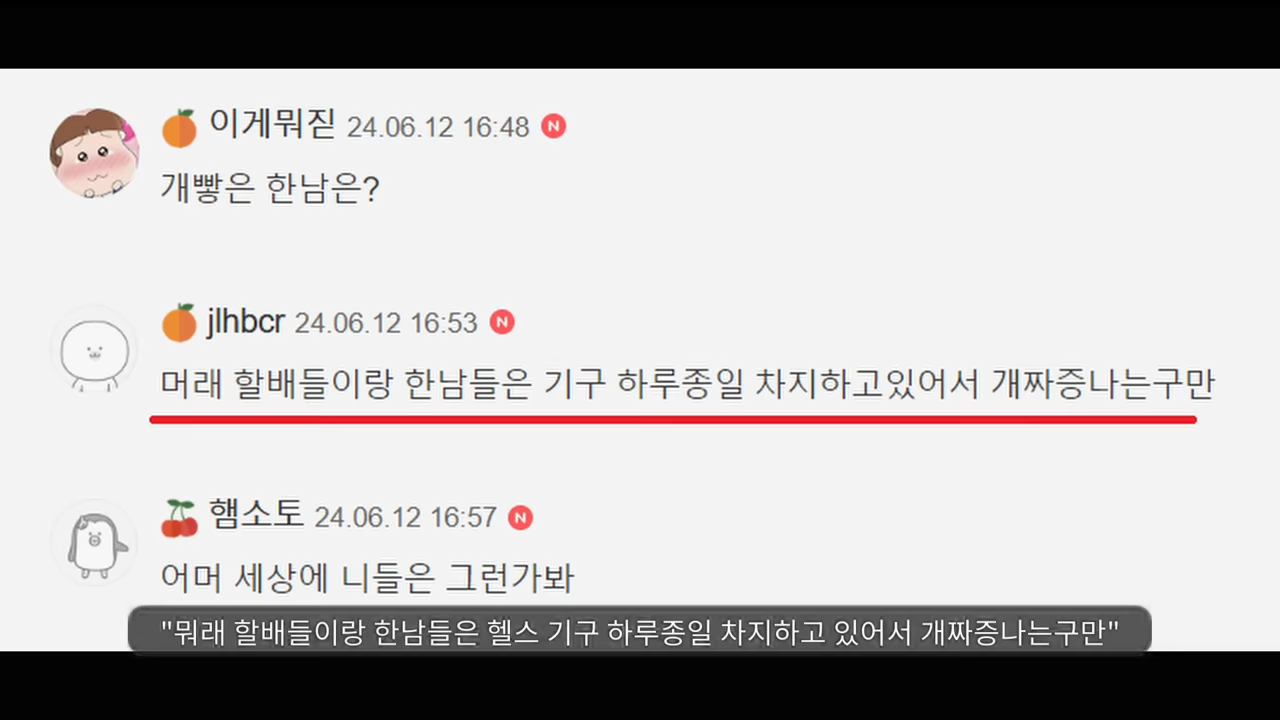 이게뭐짇 24.06.12 16:48 N
개빻은 한남은?
jlhbcr 24.06.12 16:53 N
머래 할배들이랑 한남들은 기구 하루종일 차지하고있어서 개짜증나는구만
햄소토 24.06.12 16:57 N
어머 세상에 니들은 그런가봐
"뭐래 할배들이랑 한남들은 헬스 기구 하루종일 차지하고 있어서 개짜증나는구만"